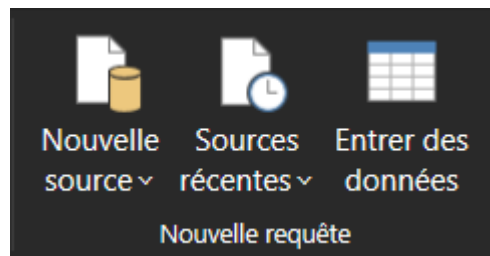 Nouvelle source
Sources récentes
Entrer des données
Nouvelle requête